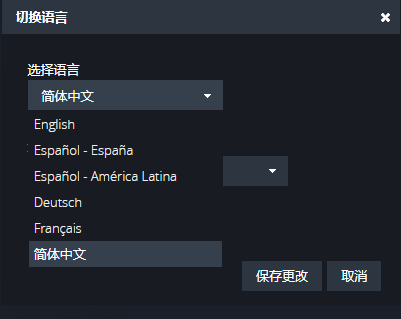 切换语言
选择语言
简体中文
English
Español - España
Español - América Latina
Deutsch
Français
简体中文
保存更改 取消